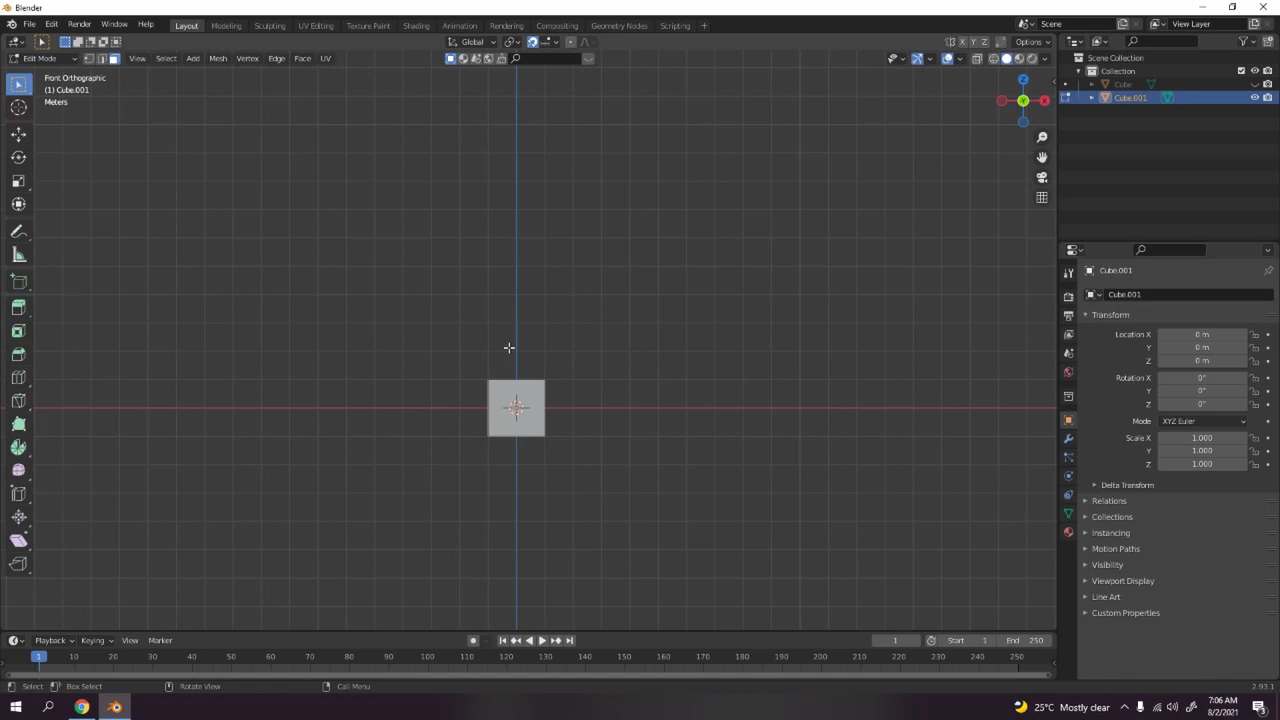 Blender
File Edit Render Window Help Layout Modeling Sculpting UV Editing Texture Paint Shading Animation Rendering Compositing Geometry Nodes Scripting + Scene View Layer
Global X Y Z Options
Edit Mode View Select Add Mesh Vertex Edge Face UV
Front Orthographic
(1) Cube.001
Meters
Z
Y
X
Scene Collection
Collection
Cube
Cube.001
Cube.001
Cube.001
Transform
Location X 0 m
Y 0 m
Z 0 m
Rotation X 0°
Y 0°
Z 0°
Mode XYZ Euler
Scale X 1.000
Y 1.000
Z 1.000
Delta Transform
Relations
Collections
Instancing
Motion Paths
Visibility
Viewport Display
Line Art
Custom Properties
Playback Keying View Marker 1 Start 1 End 250
1 10 20 30 40 50 60 70 80 90 100 110 120 130 140 150 160 170 180 190 200 210 220 230 240 250
Select Box Select Rotate View Call Menu 2.93.1
25°C Mostly clear 7:06 AM
8/2/2021